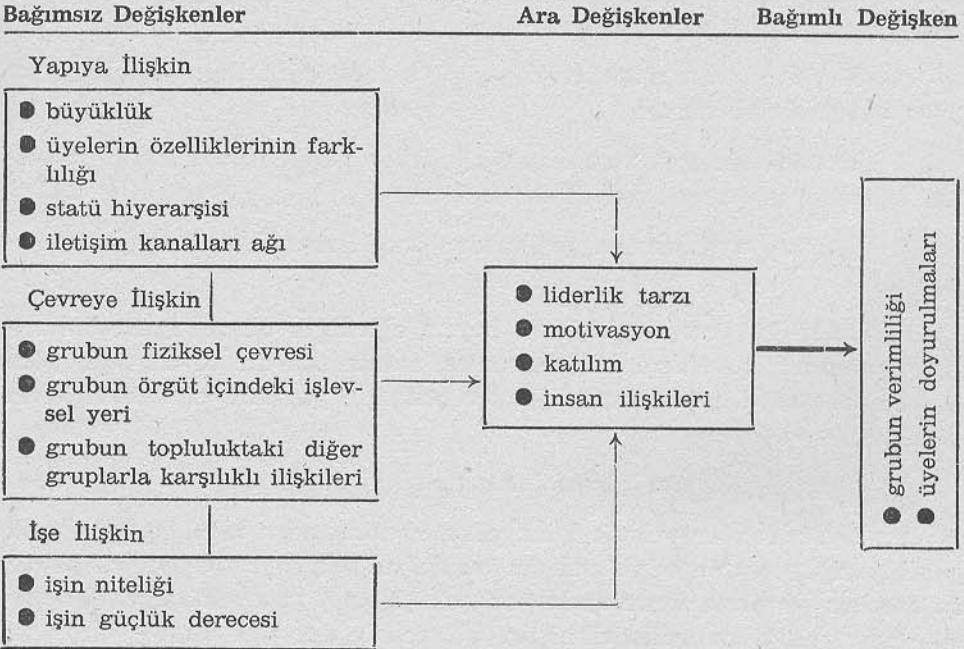 Bağımsız Değişkenler Ara Değişkenler Bağımlı Değişken
Yapıya İlişkin
● büyüklük
● üyelerin özelliklerinin fark-
lılığı
● statü hiyerarşisi
● iletişim kanalları ağı
Çevreye İlişkin
● grubun fiziksel çevresi
● grubun örgüt içindeki işlev-
sel yeri
● grubun topluluktaki diğer
gruplarla karşılıklı ilişkileri
İşe İlişkin
● işin niteliği
● işin güçlük derecesi
● liderlik tarzı
● motivasyon
● katılım
● insan ilişkileri
● grubun verimliliği
● üyelerin doyurulmaları